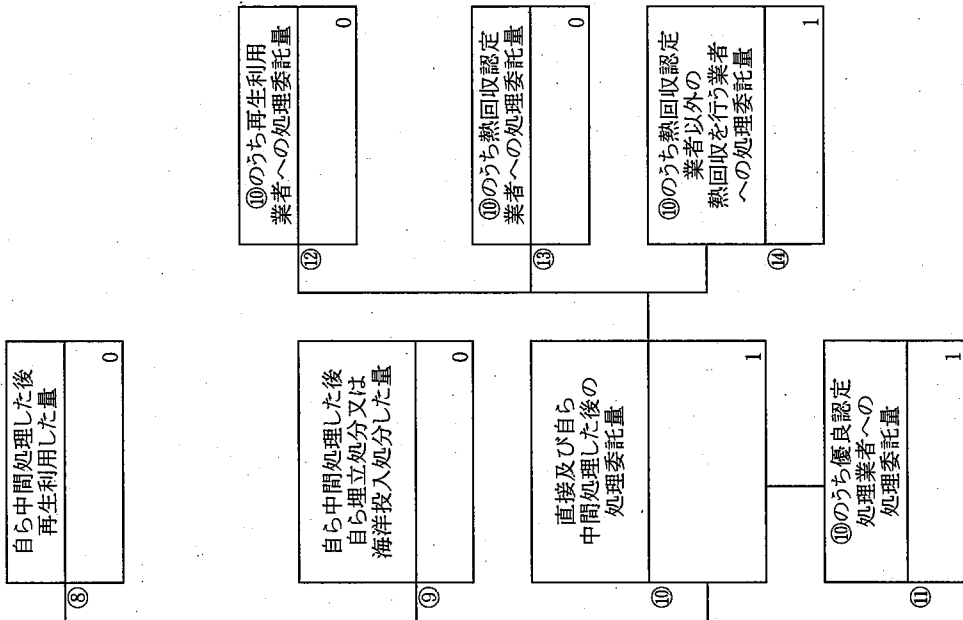 ⑧
自ら中間処理した後
再生利用した量
0
⑨
自ら中間処理した後
自ら埋立処分又は
海洋投入処分した量
0
⑩
直接及び自ら
中間処理した後の
処理委託量
1
⑪
⑩のうち優良認定
処理業者への
処理委託量
1
⑫
⑩のうち再生利用
業者への処理委託量
0
⑬
⑩のうち熱回収認定
業者への処理委託量
0
⑭
⑩のうち熱回収認定
業者以外の
熱回収を行う業者
への処理委託量
1